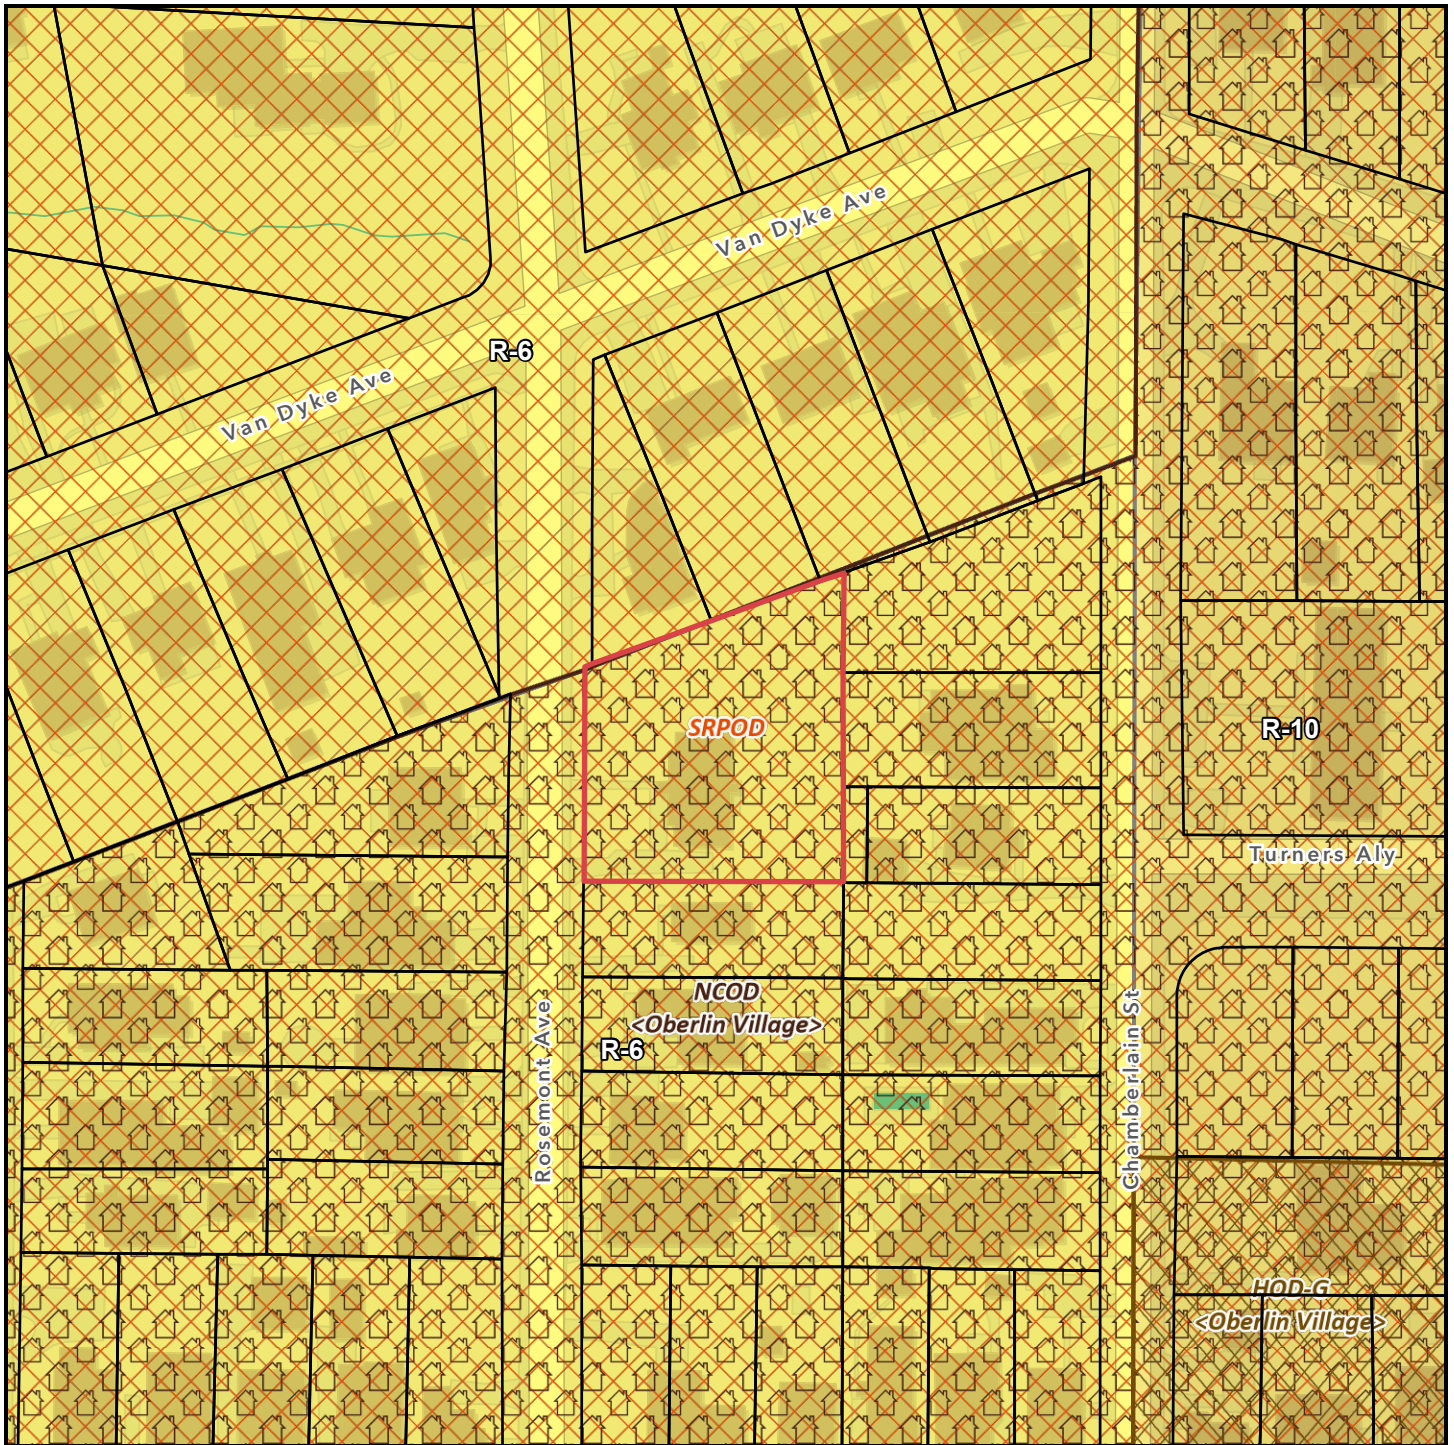 Van Dyke Ave
R-6
Van Dyke Ave
SRPOD
R-10
Turners Aly
NCOD
<Oberlin Village>
R-6
Rosemont Ave
Chamberlain St
HOD-G
<Oberlin Village>